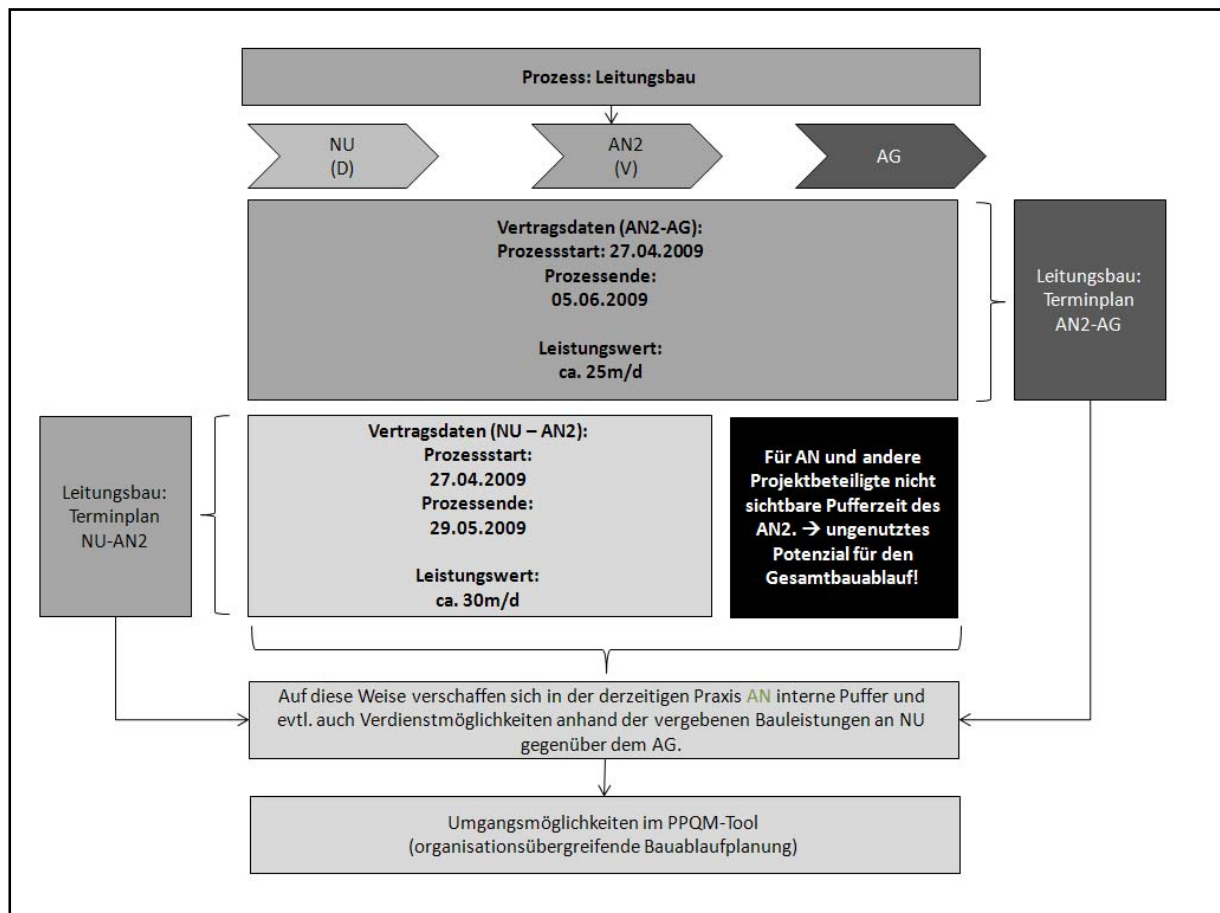 Prozess: Leitungsbau
NU
(D)
AN2
(V)
AG
Vertragsdaten (AN2-AG):
Prozessstart: 27.04.2009
Prozessende:
05.06.2009
Leistungswert:
ca. 25m/d
Leitungsbau:
Terminplan
AN2-AG
Leitungsbau:
Terminplan
NU-AN2
Vertragsdaten (NU – AN2):
Prozessstart:
27.04.2009
Prozessende:
29.05.2009
Leistungswert:
ca. 30m/d
Für AN und andere
Projektbeteiligte nicht
sichtbare Pufferzeit des
AN2. → ungenutztes
Potenzial für den
Gesamtbauablauf!
Auf diese Weise verschaffen sich in der derzeitigen Praxis AN interne Puffer und
evtl. auch Verdienstmöglichkeiten anhand der vergebenen Bauleistungen an NU
gegenüber dem AG.
Umgangsmöglichkeiten im PPQM-Tool
(organisationsübergreifende Bauablaufplanung)